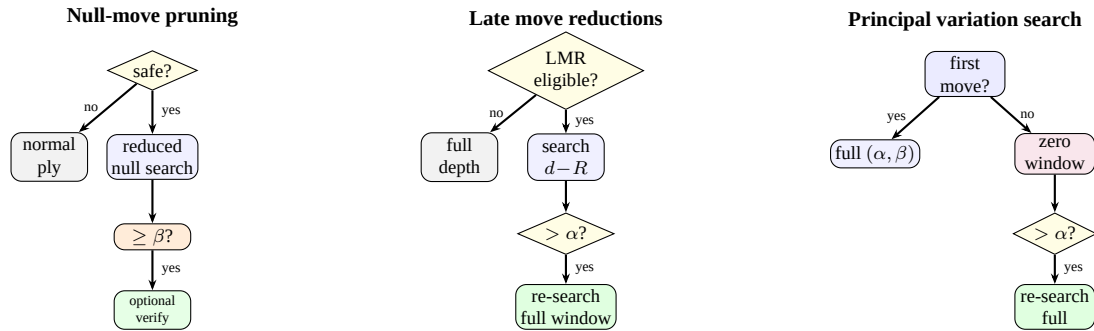 Null-move pruning
safe?
no
yes
normal
ply
reduced
null search
≥ β?
yes
optional
verify
Late move reductions
LMR
eligible?
no
yes
full
depth
search
d−R
> α?
yes
re-search
full window
Principal variation search
first
move?
yes
no
full (α, β)
zero
window
> α?
yes
re-search
full